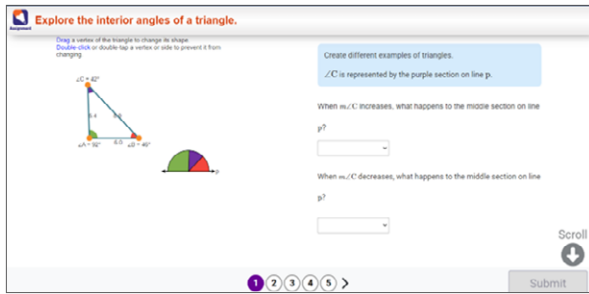 Assignment
Explore the interior angles of a triangle.
Drag a vertex of the triangle to change its shape
Double-click or double-tap a vertex or side to prevent it from
changing
∠C = 42°
6.0
p
Create different examples of triangles.
∠C is represented by the purple section on line p.
When m∠C increases, what happens to the middle section on line
p?
When m∠C decreases, what happens to the middle section on line
p?
Scroll
1 2 3 4 5
Submit